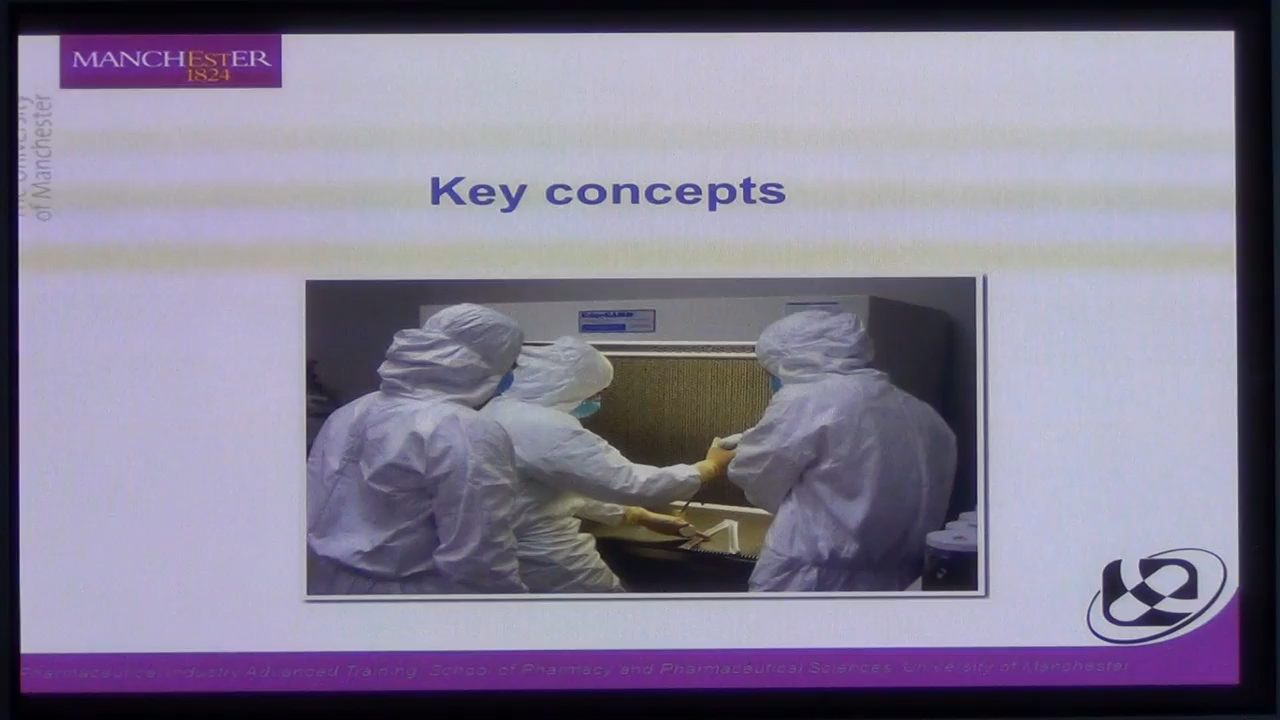 MANCHESTER
1824
The University
of Manchester
Key concepts
Pharmaceutical Industry Advanced Training, School of Pharmacy and Pharmaceutical Sciences, University of Manchester